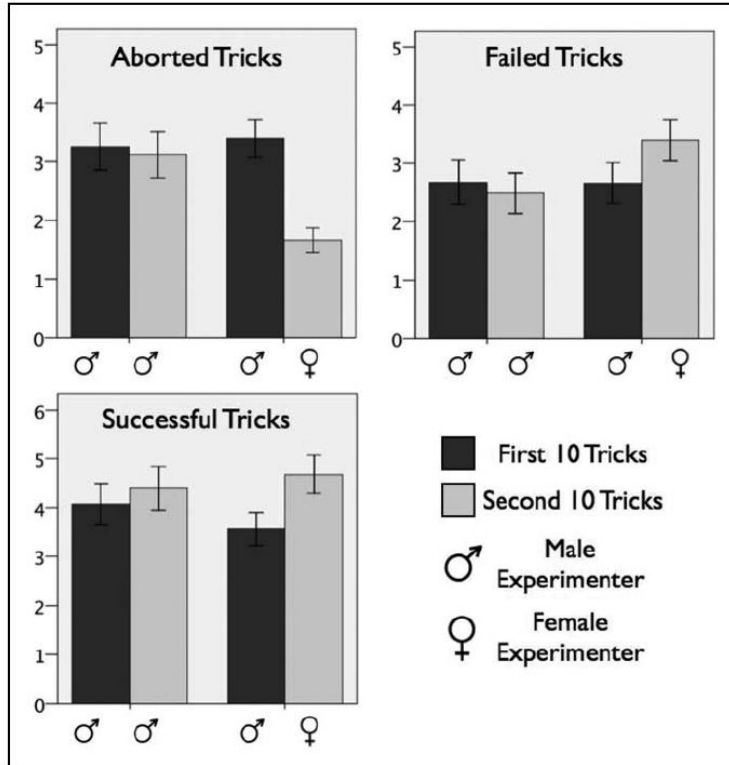 Aborted Tricks
5
4
3
2
1
0
♂ ♂ ♂ ♀
Failed Tricks
5
4
3
2
1
0
♂ ♂ ♂ ♀
Successful Tricks
6
5
4
3
2
1
0
♂ ♂ ♂ ♀
First 10 Tricks
Second 10 Tricks
♂ Male
Experimenter
♀ Female
Experimenter